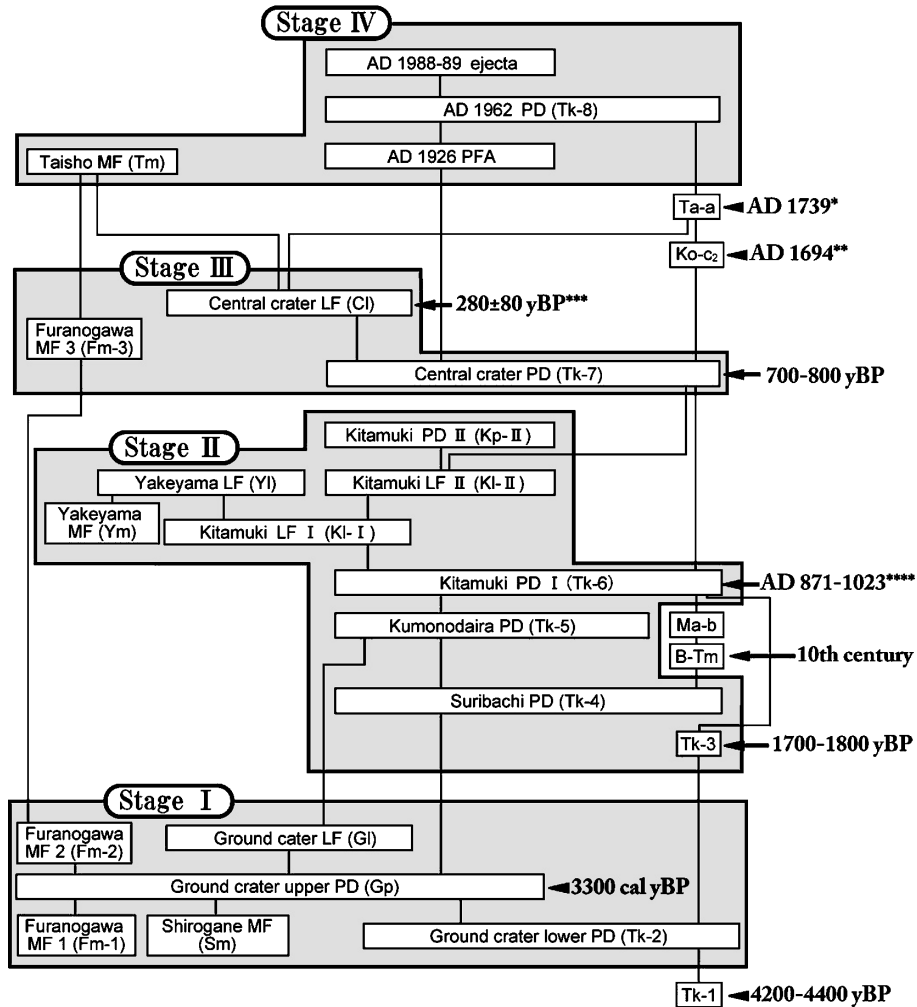 Stage Ⅳ
AD 1988-89 ejecta
AD 1962 PD (Tk-8)
AD 1926 PFA
Taisho MF (Tm)
Ta-a
AD 1739*
Ko-c₂
AD 1694**
Stage Ⅲ
Central crater LF (Cl)
280±80 yBP***
Furanogawa
MF 3 (Fm-3)
Central crater PD (Tk-7)
700-800 yBP
Stage Ⅱ
Kitamuki PD Ⅱ (Kp-Ⅱ)
Yakeyama LF (Yl)
Kitamuki LF Ⅱ (Kl-Ⅱ)
Yakeyama
MF (Ym)
Kitamuki LF Ⅰ (Kl-Ⅰ)
Kitamuki PD Ⅰ (Tk-6)
AD 871-1023****
Kumonodaira PD (Tk-5)
Ma-b
B-Tm
10th century
Suribachi PD (Tk-4)
Tk-3
1700-1800 yBP
Stage Ⅰ
Furanogawa
MF 2 (Fm-2)
Ground cater LF (Gl)
Ground crater upper PD (Gp)
3300 cal yBP
Furanogawa
MF 1 (Fm-1)
Shirogane MF
(Sm)
Ground crater lower PD (Tk-2)
Tk-1
4200-4400 yBP